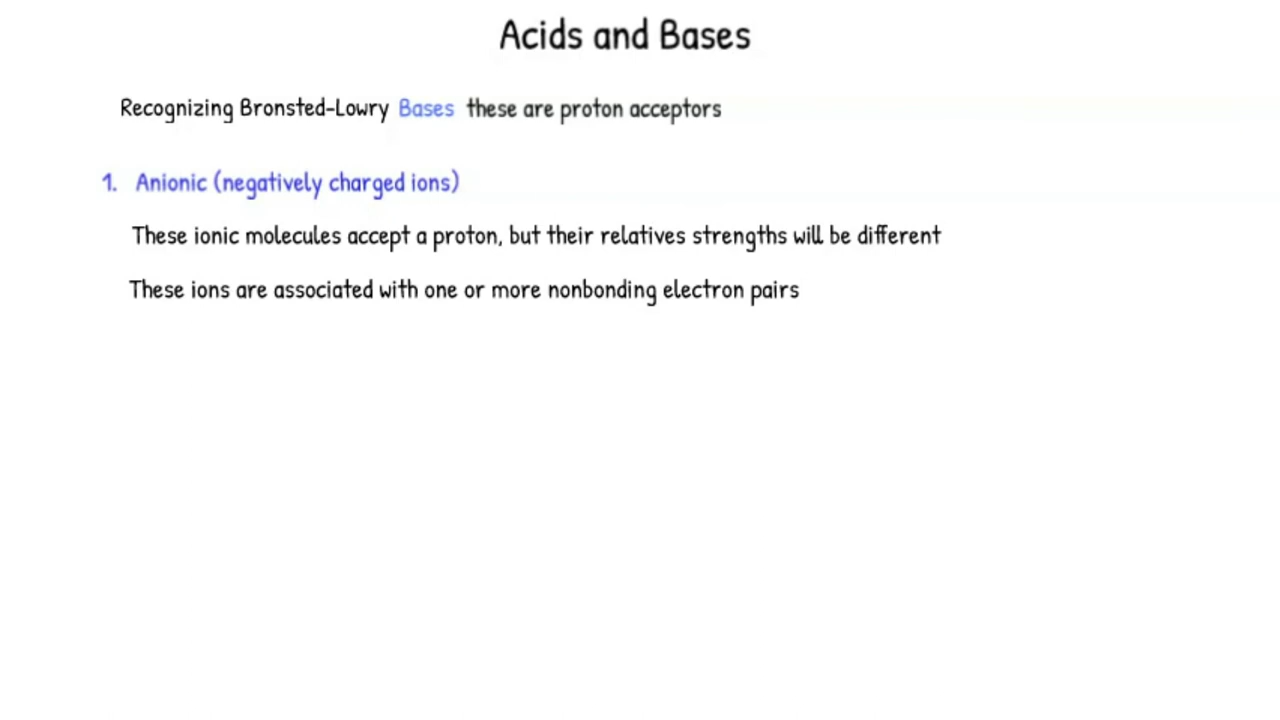 Acids and Bases
Recognizing Bronsted-Lowry Bases these are proton acceptors
1. Anionic (negatively charged ions)
These ionic molecules accept a proton, but their relatives strengths will be different
These ions are associated with one or more nonbonding electron pairs